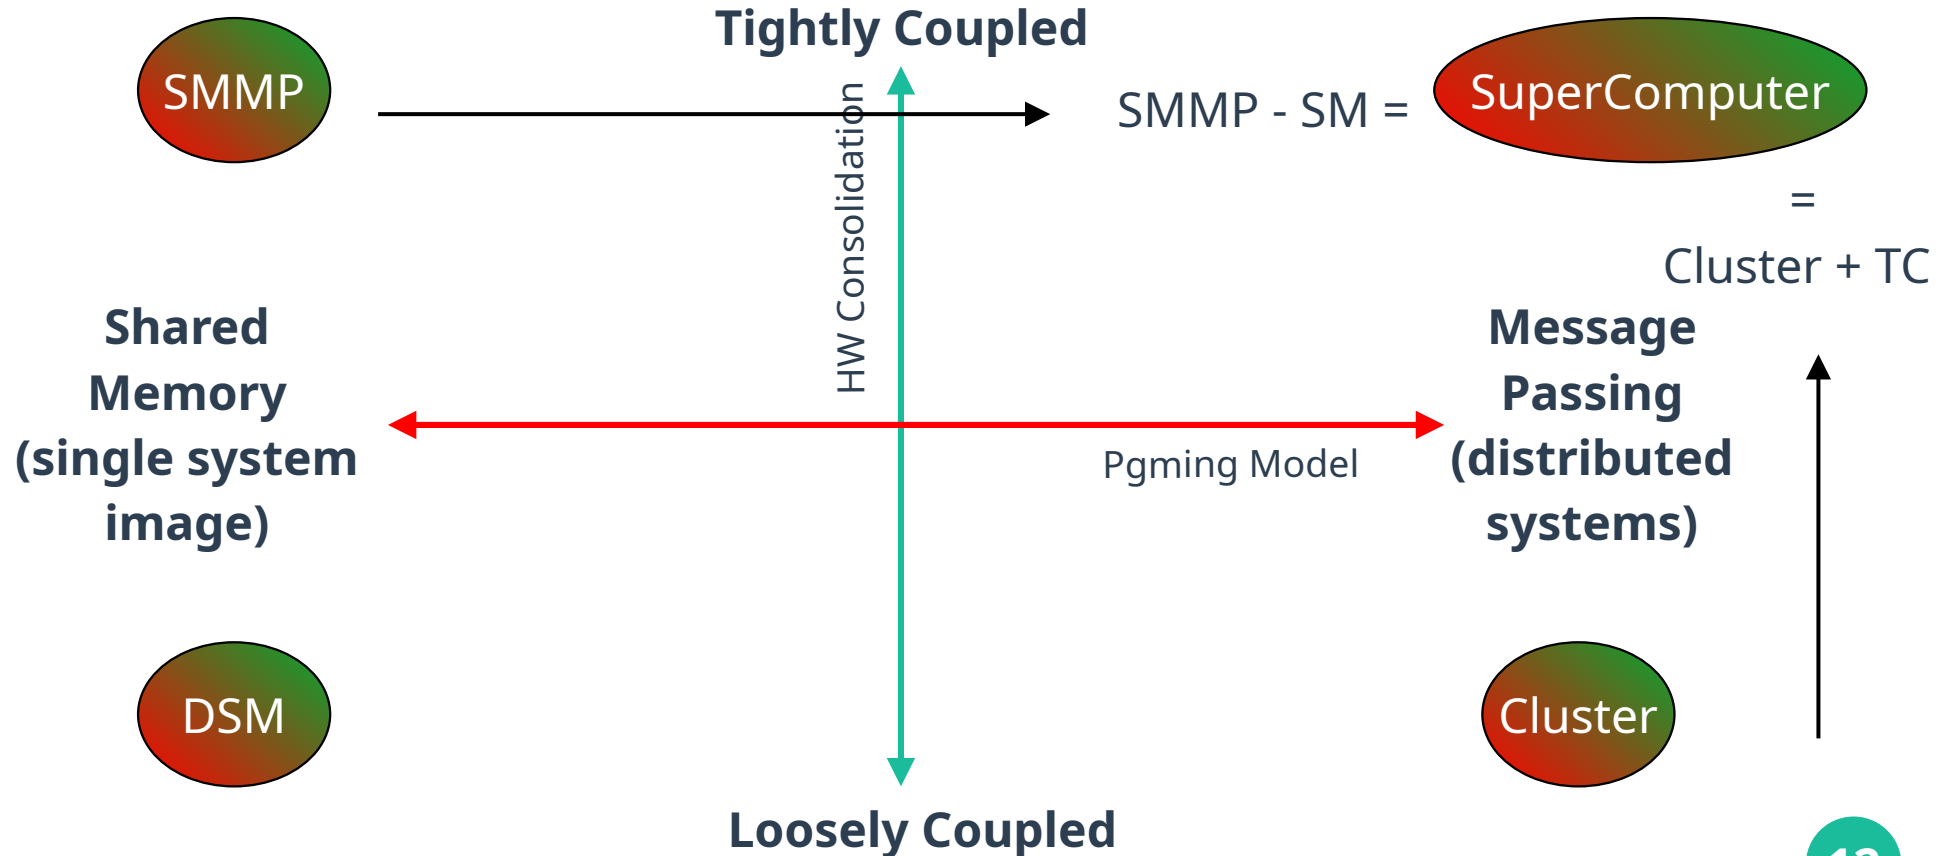 Tightly Coupled
SMMP
SMMP - SM =
SuperComputer
=
Cluster + TC
HW Consolidation
Shared
Memory
(single system
image)
Message
Passing
(distributed
systems)
Pgming Model
DSM
Cluster
Loosely Coupled